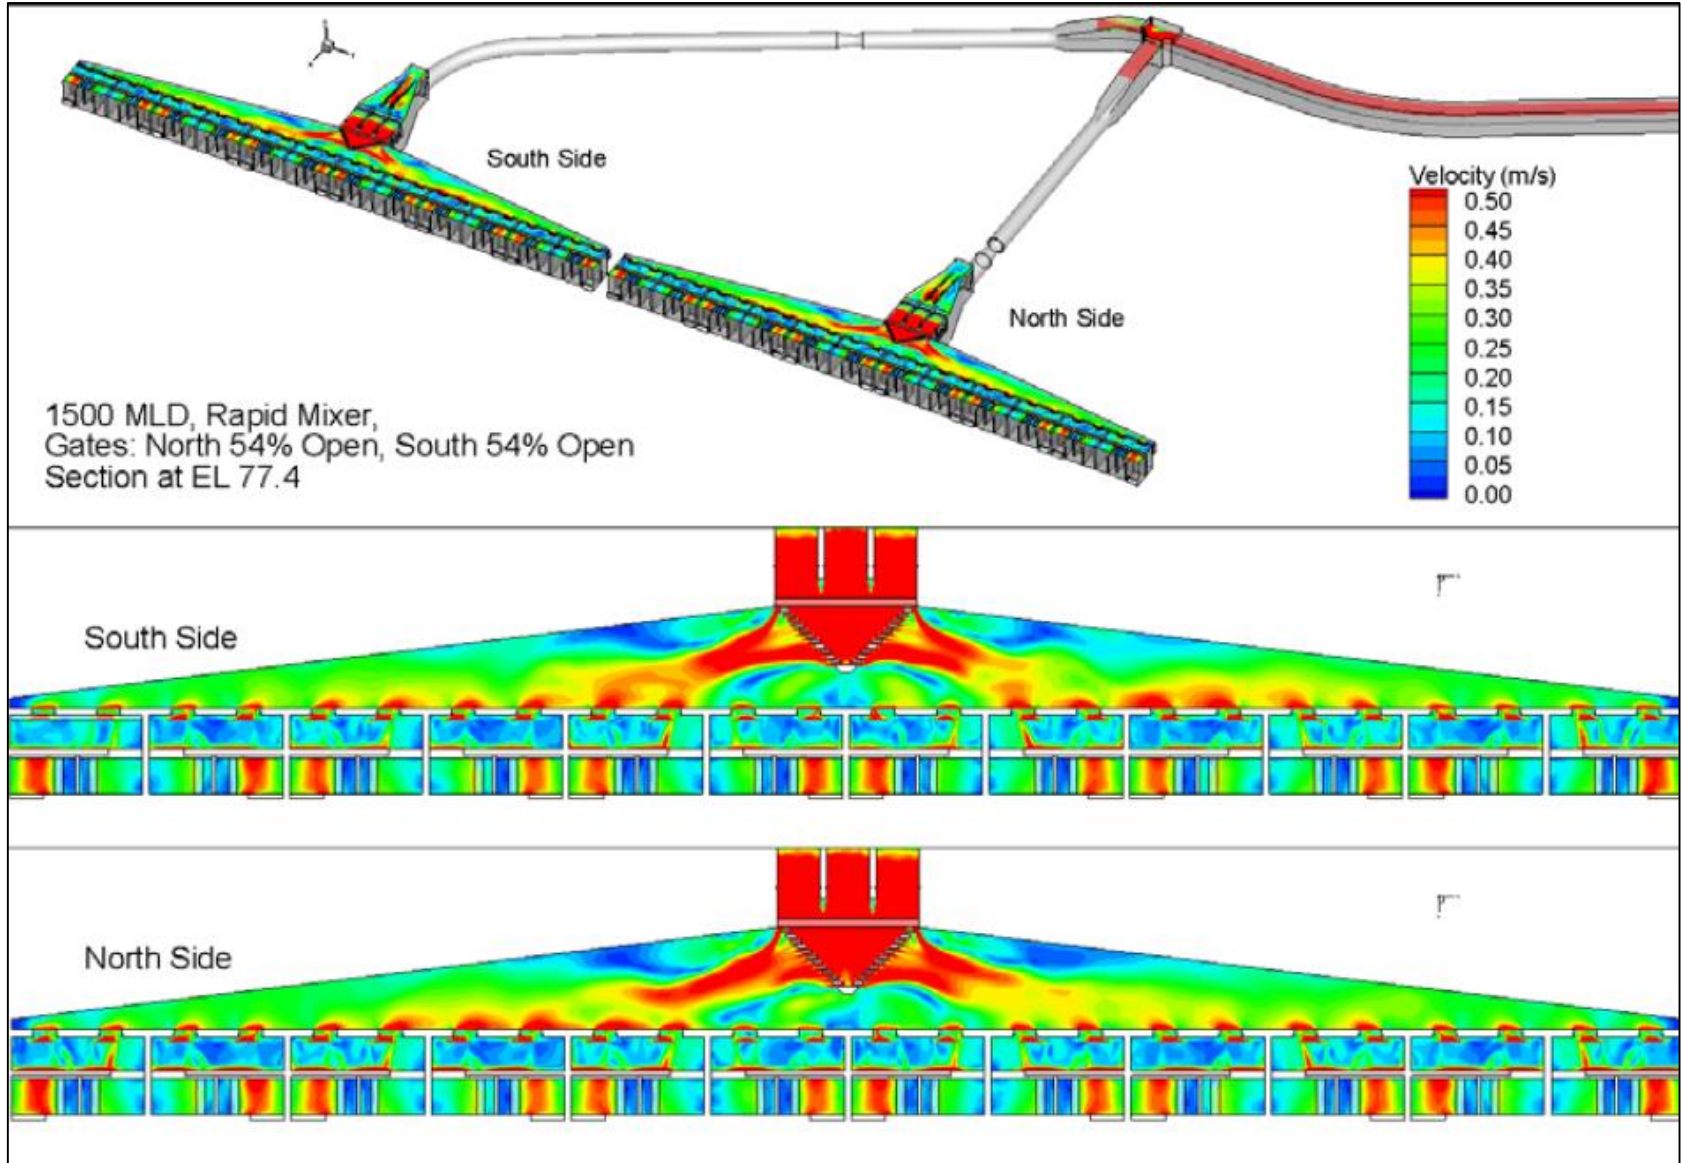 South Side
North Side
Velocity (m/s)
0.50
0.45
0.40
0.35
0.30
0.25
0.20
0.15
0.10
0.05
0.00
1500 MLD, Rapid Mixer,
Gates: North 54% Open, South 54% Open
Section at EL 77.4
South Side
North Side